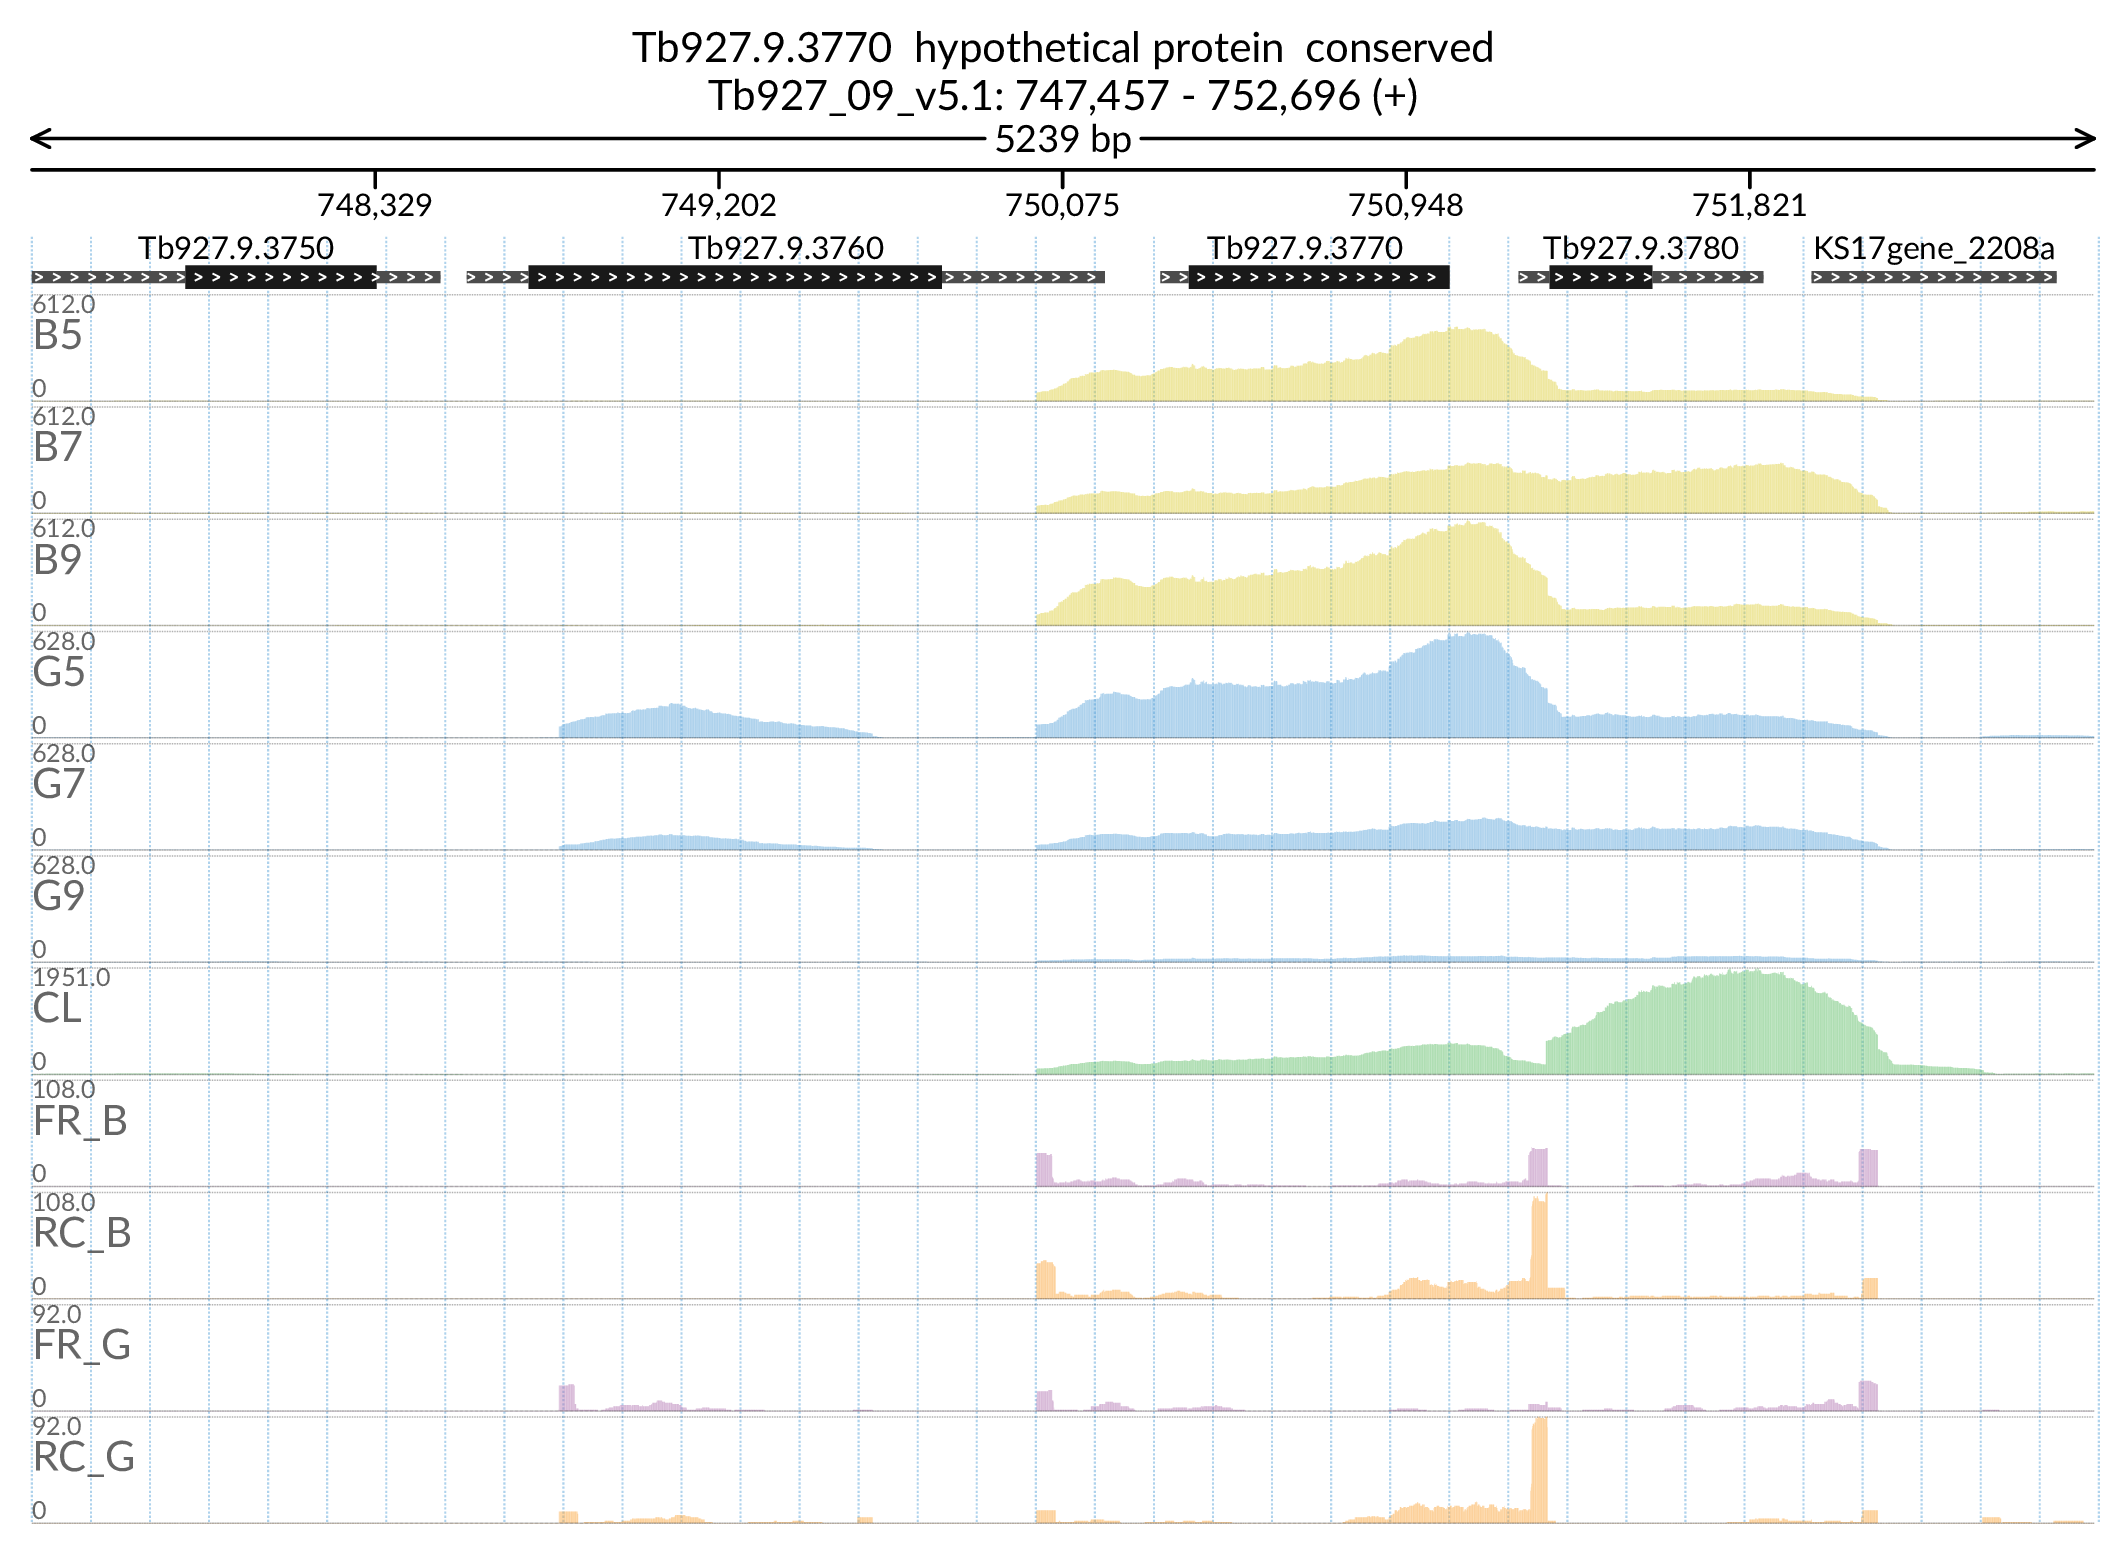 Tb927.9.3770 hypothetical protein conserved
Tb927_09_v5.1: 747,457 - 752,696 (+)
5239 bp
748,329 749,202 750,075 750,948 751,821
Tb927.9.3750 Tb927.9.3760 Tb927.9.3770 Tb927.9.3780 KS17gene_2208a
612.0
B5
0
612.0
B7
0
612.0
B9
0
628.0
G5
0
628.0
G7
0
628.0
G9
0
1951.0
CL
0
108.0
FR_B
0
108.0
RC_B
0
92.0
FR_G
0
92.0
RC_G
0